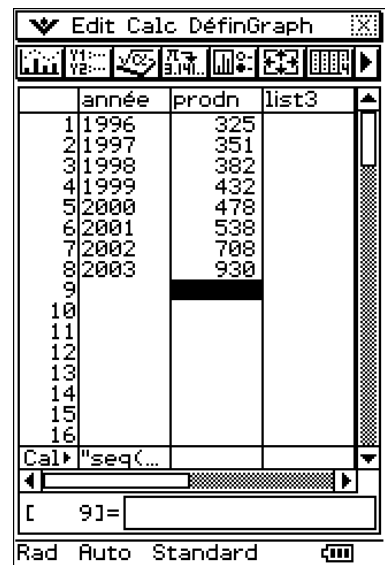 Edit Calc DéfinGraph
année prodn list3
1 1996 325
2 1997 351
3 1998 382
4 1999 432
5 2000 478
6 2001 538
7 2002 708
8 2003 930
9
10
11
12
13
14
15
16
Cal▶ "seq(…
[ 9]=
Rad Auto Standard